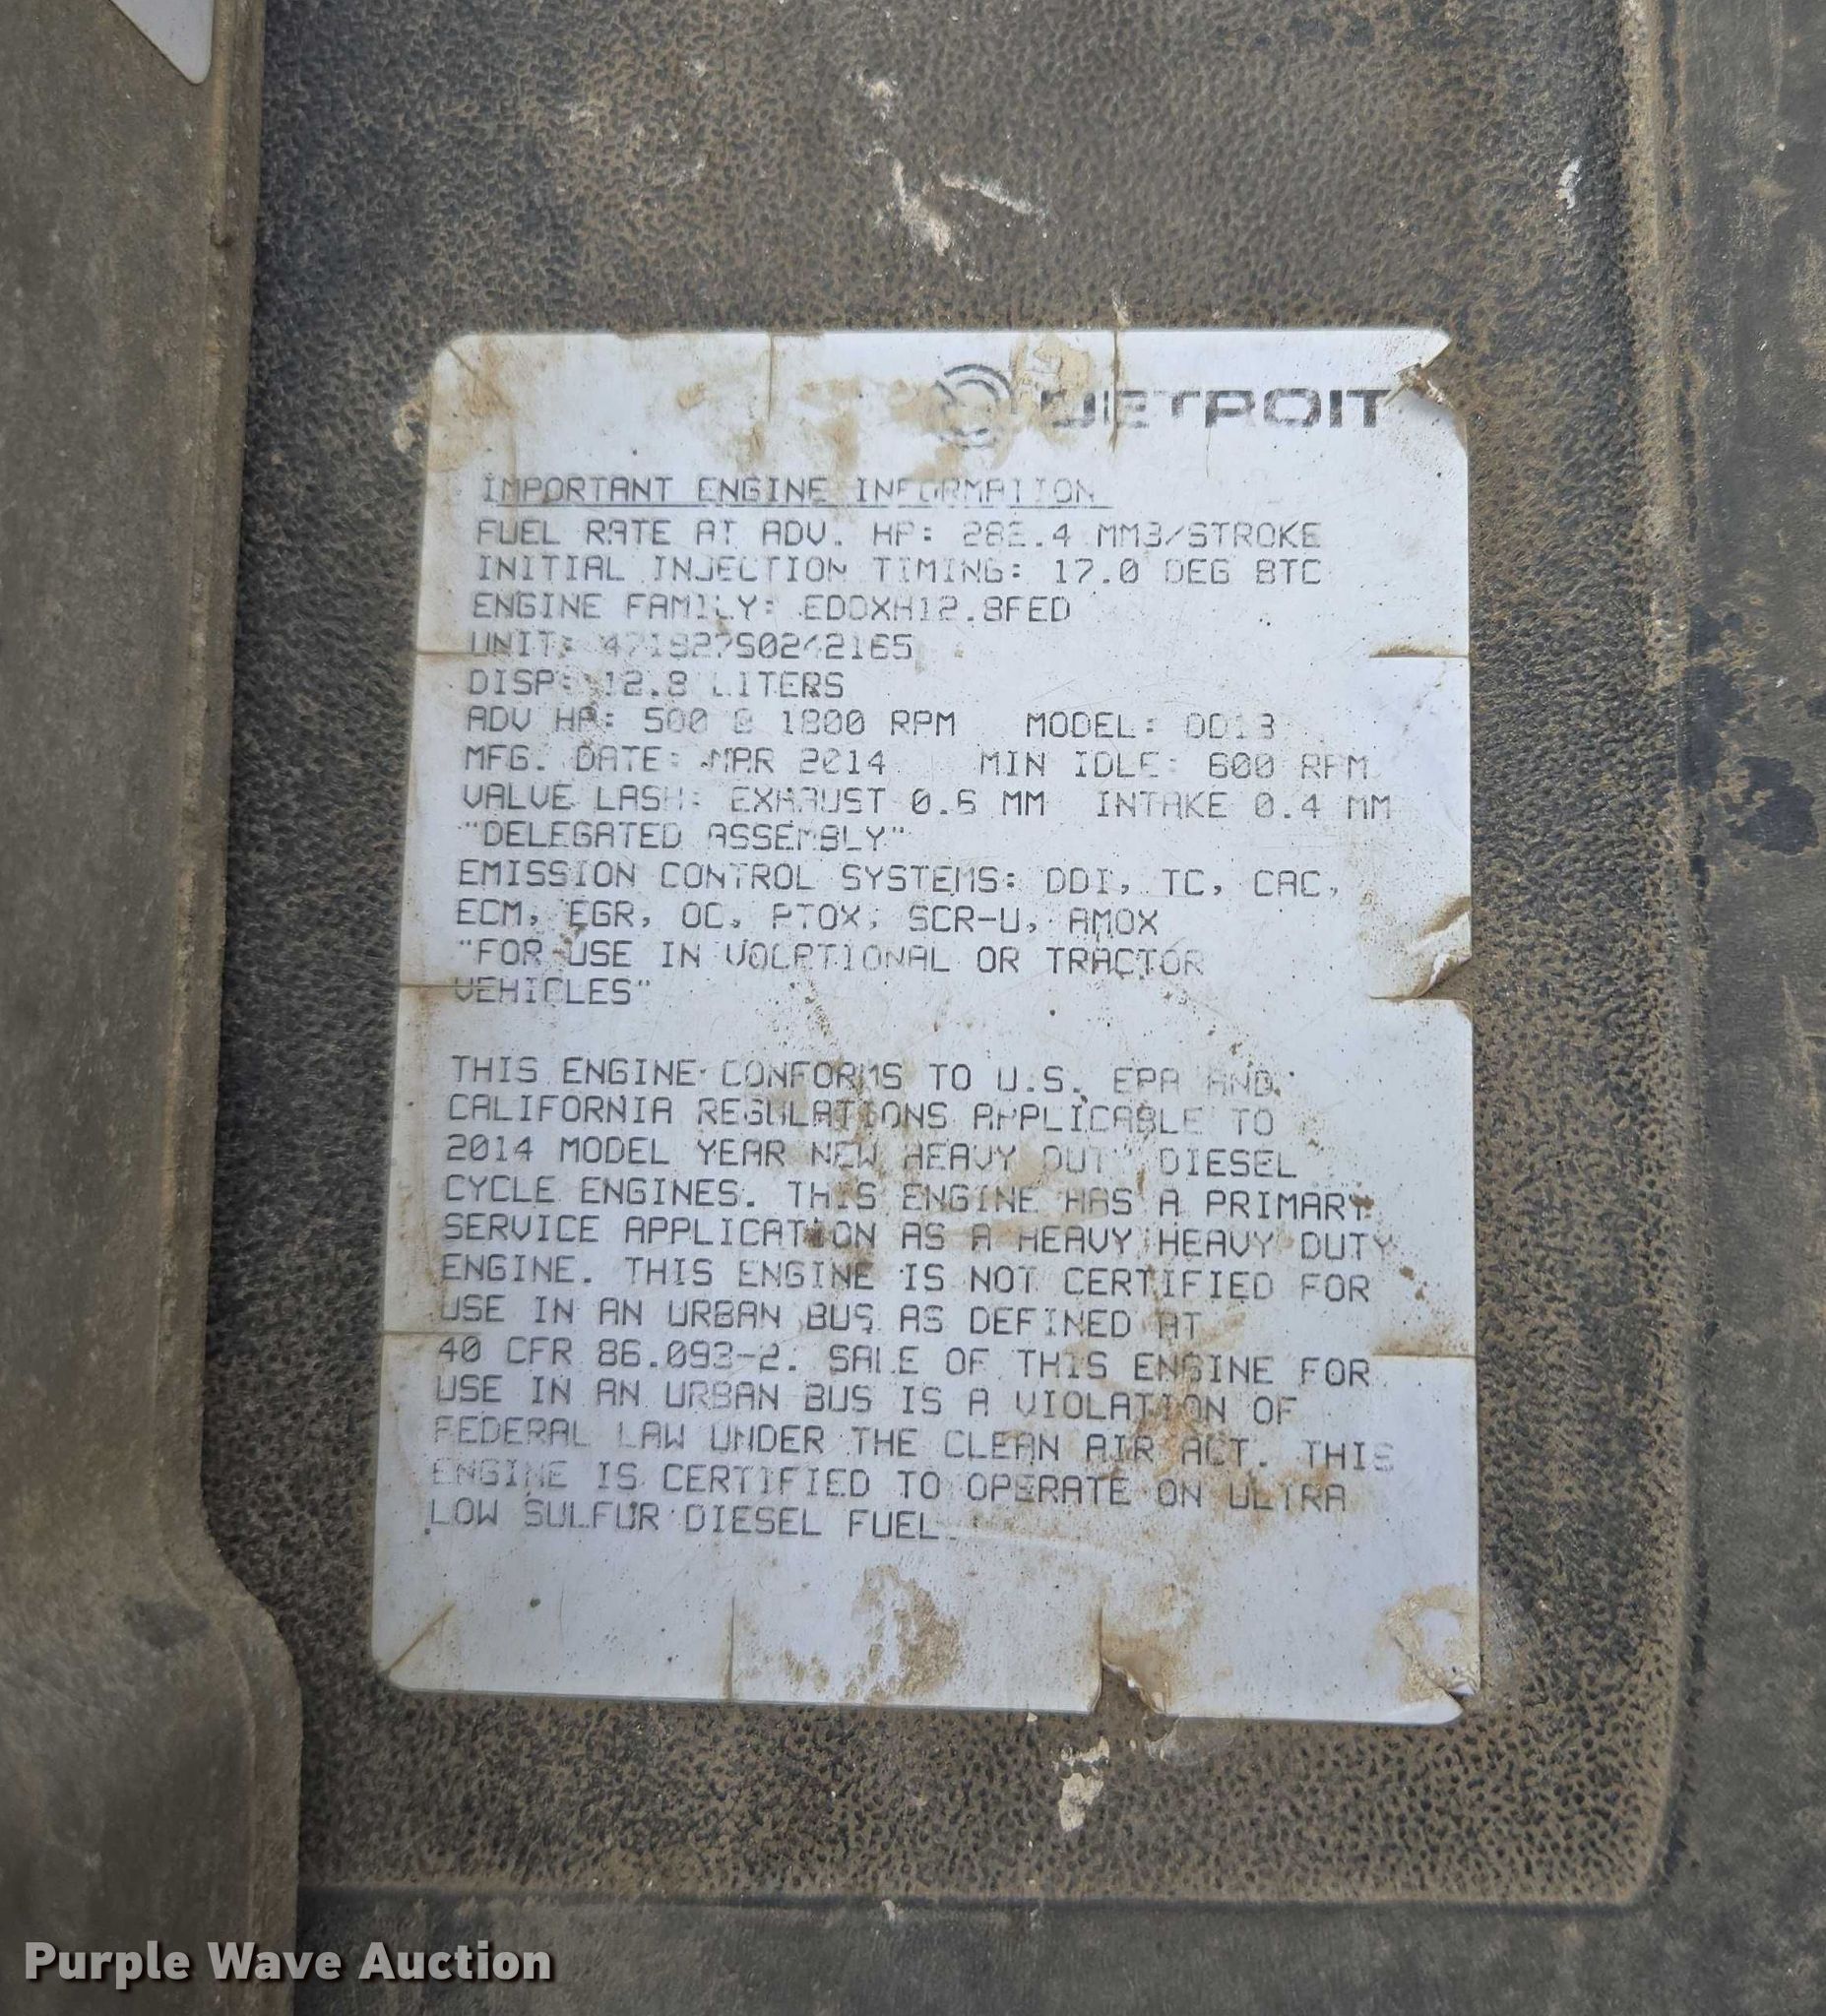 DETROIT
IMPORTANT ENGINE INFORMATION
FUEL RATE AT ADV. HP: 282.4 MM3/STROKE
INITIAL INJECTION TIMING: 17.0 DEG BTC
ENGINE FAMILY: EDDXH12.8FED
UNIT:
DISP: 12.8 LITERS
ADV HP: 500 @ 1800 RPM MODEL: DD13
MFG. DATE: MAR 2014 MIN IDLE: 600 RPM
VALVE LASH: EXHAUST 0.6 MM INTAKE 0.4 MM
"DELEGATED ASSEMBLY"
EMISSION CONTROL SYSTEMS: DDI, TC, CAC,
ECM, EGR, OC, PTOX, SCR-U, AMOX
"FOR USE IN VOCATIONAL OR TRACTOR
VEHICLES"
THIS ENGINE CONFORMS TO U.S. EPA AND
CALIFORNIA REGULATIONS APPLICABLE TO
2014 MODEL YEAR NEW HEAVY DUTY DIESEL
CYCLE ENGINES. THIS ENGINE HAS A PRIMARY
SERVICE APPLICATION AS A HEAVY HEAVY DUTY
ENGINE. THIS ENGINE IS NOT CERTIFIED FOR
USE IN AN URBAN BUS AS DEFINED AT
40 CFR 86.093-2. SALE OF THIS ENGINE FOR
USE IN AN URBAN BUS IS A VIOLATION OF
FEDERAL LAW UNDER THE CLEAN AIR ACT. THIS
ENGINE IS CERTIFIED TO OPERATE ON ULTRA
LOW SULFUR DIESEL FUEL.
Purple Wave Auction